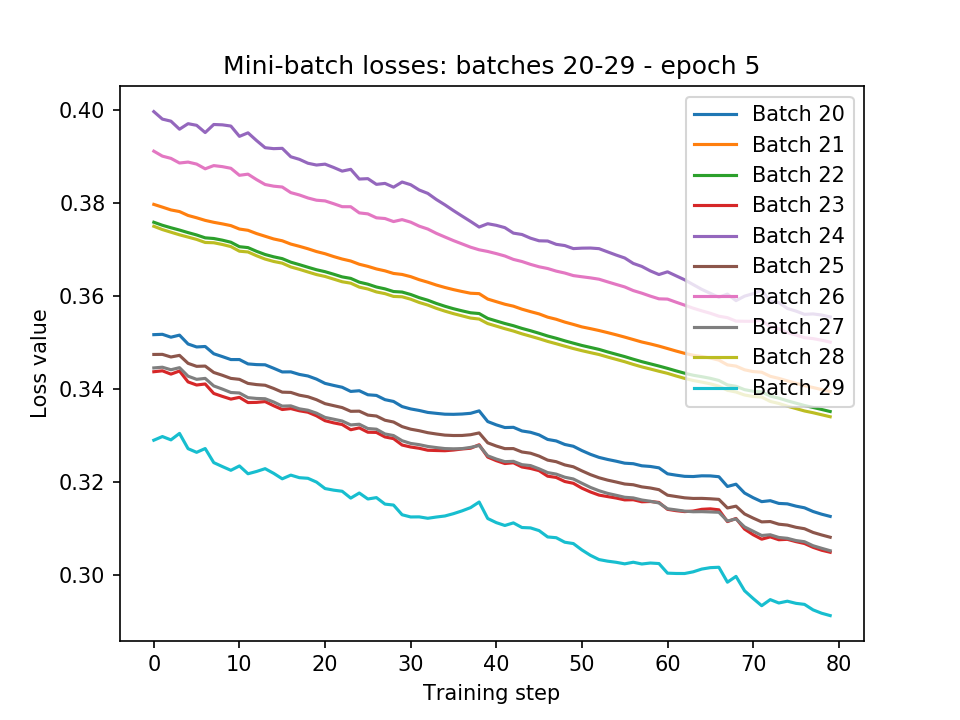 Mini-batch losses: batches 20-29 - epoch 5
0.40
0.38
0.36
0.34
0.32
0.30
Loss value
Batch 20
Batch 21
Batch 22
Batch 23
Batch 24
Batch 25
Batch 26
Batch 27
Batch 28
Batch 29
0 10 20 30 40 50 60 70 80
Training step